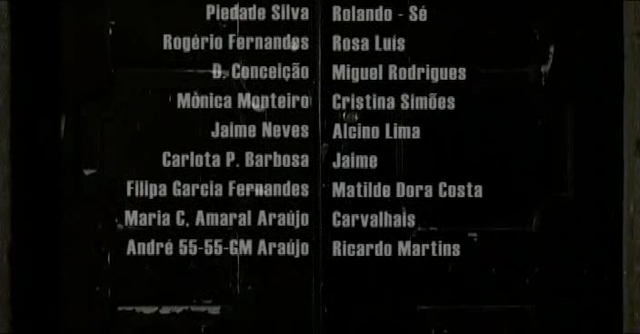 Piedade Silva Rolando - Sé
Rogério Fernandes Rosa Luís
D. Conceição Miguel Rodrigues
Mónica Monteiro Cristina Simões
Jaime Neves Alcino Lima
Carlota P. Barbosa Jaime
Filipa Garcia Fernandes Matilde Dora Costa
Maria C. Amaral Araújo Carvalhais
André 55-55-GM Araújo Ricardo Martins